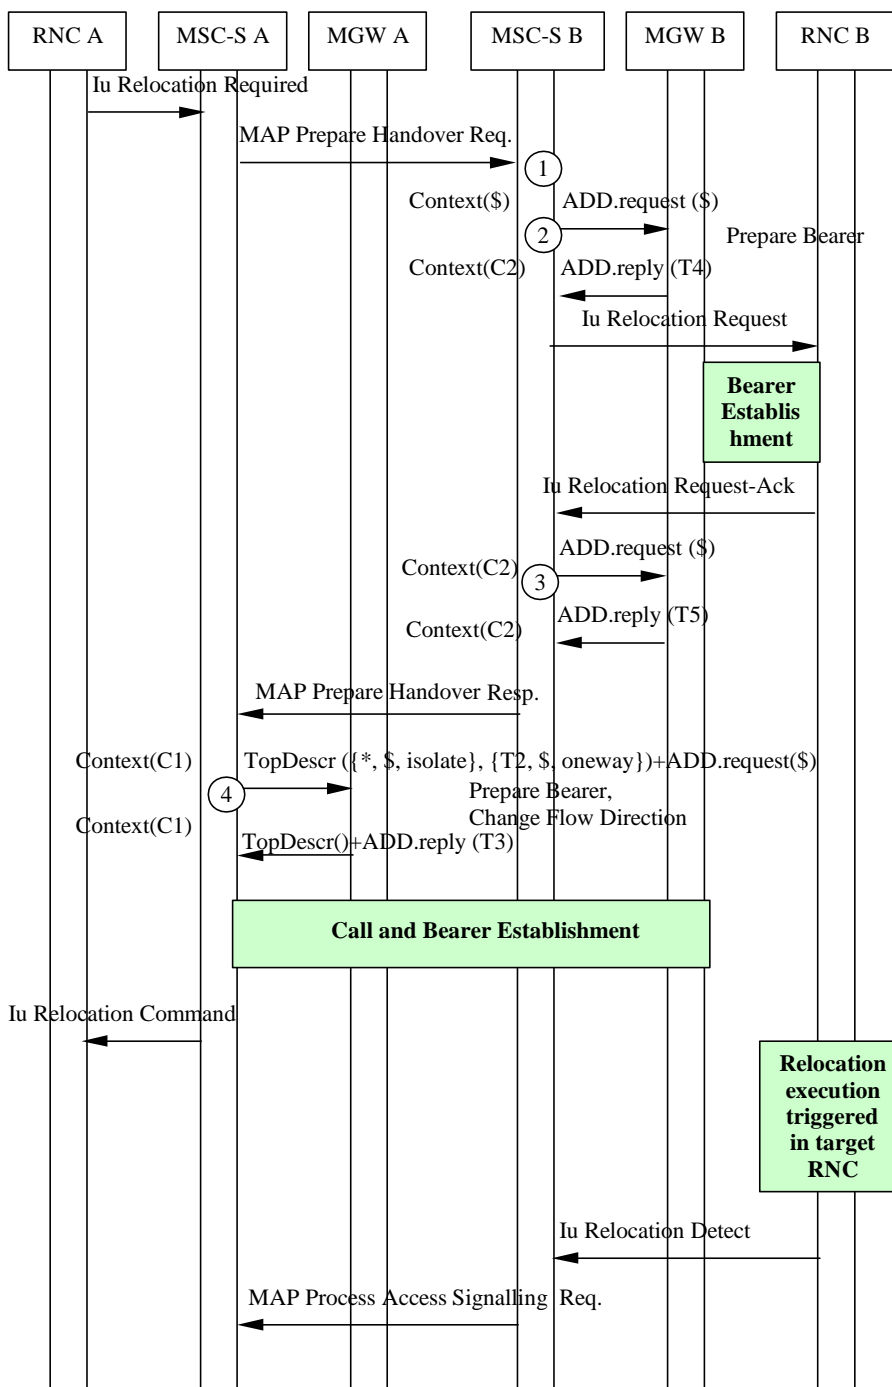 RNC A
MSC-S A
MGW A
MSC-S B
MGW B
RNC B
Iu Relocation Required
MAP Prepare Handover Req.
1
Context($)
ADD.request ($)
2
Prepare Bearer
Context(C2)
ADD.reply (T4)
Iu Relocation Request
Bearer
Establis
hment
Iu Relocation Request-Ack
ADD.request ($)
Context(C2)
3
ADD.reply (T5)
Context(C2)
MAP Prepare Handover Resp.
Context(C1)
TopDescr ({*, $, isolate}, {T2, $, oneway})+ADD.request($)
4
Prepare Bearer,
Change Flow Direction
Context(C1)
TopDescr()+ADD.reply (T3)
Call and Bearer Establishment
Iu Relocation Command
Relocation
execution
triggered
in target
RNC
Iu Relocation Detect
MAP Process Access Signalling Req.